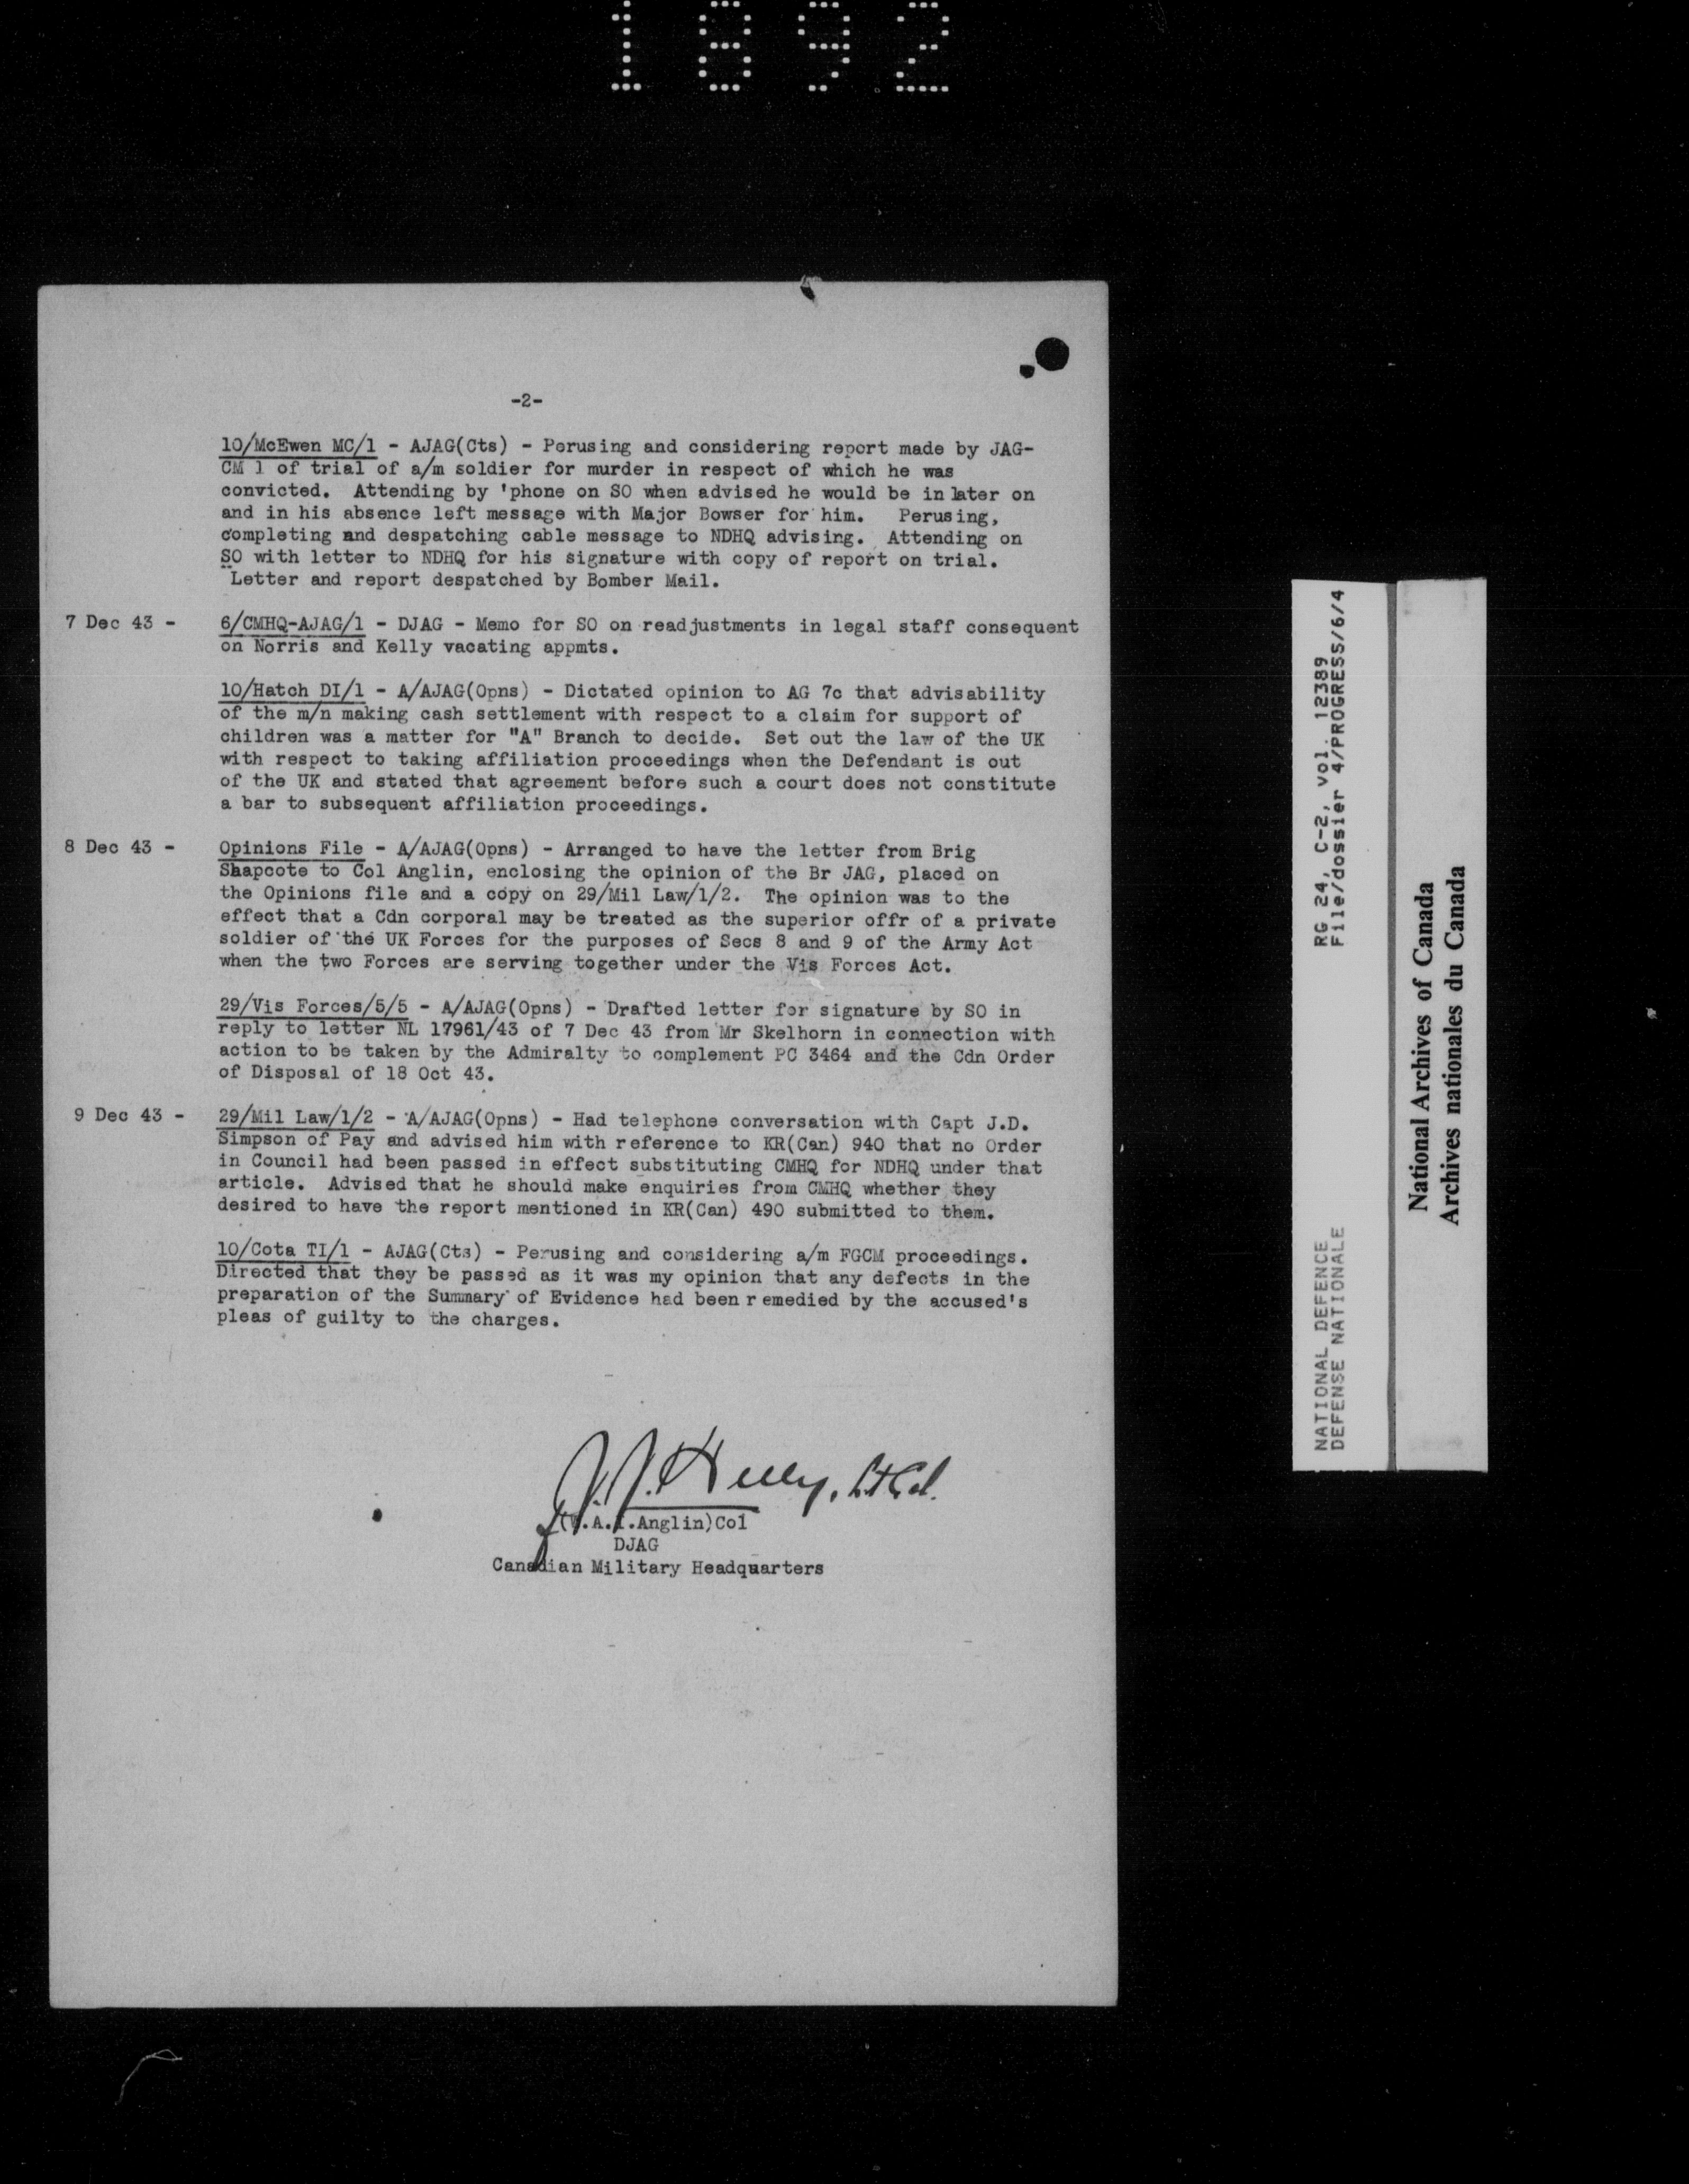 1892
-2-
10/McEwen MC/1 - AJAG(Cts) - Perusing and considering report made by JAG-
CM 1 of trial of a/m soldier for murder in respect of which he was
convicted. Attending by 'phone on SO when advised he would be in later on
and in his absence left message with Major Bowser for him. Perusing,
completing and despatching cable message to NDHQ advising. Attending on
SO with letter to NDHQ for his signature with copy of report on trial.
Letter and report despatched by Bomber Mail.
7 Dec 43 - 6/CMHQ-AJAG/1 - DJAG - Memo for SO on readjustments in legal staff consequent
on Norris and Kelly vacating appmts.
10/Hatch DI/1 - A/AJAG(Opns) - Dictated opinion to AG 7c that advisability
of the m/n making cash settlement with respect to a claim for support of
children was a matter for "A" Branch to decide. Set out the law of the UK
with respect to taking affiliation proceedings when the Defendant is out
of the UK and stated that agreement before such a court does not constitute
a bar to subsequent affiliation proceedings.
8 Dec 43 - Opinions File - A/AJAG(Opns) - Arranged to have the letter from Brig
Shapcote to Col Anglin, enclosing the opinion of the Br JAG, placed on
the Opinions file and a copy on 29/Mil Law/1/2. The opinion was to the
effect that a Cdn corporal may be treated as the superior offr of a private
soldier of the UK Forces for the purposes of Secs 8 and 9 of the Army Act
when the two Forces are serving together under the Vis Forces Act.
29/Vis Forces/5/5 - A/AJAG(Opns) - Drafted letter for signature by SO in
reply to letter NL 17961/43 of 7 Dec 43 from Mr Skelhorn in connection with
action to be taken by the Admiralty to complement PC 3464 and the Cdn Order
of Disposal of 18 Oct 43.
9 Dec 43 - 29/Mil Law/1/2 - A/AJAG(Opns) - Had telephone conversation with Capt J.D.
Simpson of Pay and advised him with reference to KR(Can) 940 that no Order
in Council had been passed in effect substituting CMHQ for NDHQ under that
article. Advised that he should make enquiries from CMHQ whether they
desired to have the report mentioned in KR(Can) 490 submitted to them.
10/Cota TI/1 - AJAG(Cts) - Perusing and considering a/m FGCM proceedings.
Directed that they be passed as it was my opinion that any defects in the
preparation of the Summary of Evidence had been remedied by the accused's
pleas of guilty to the charges.
Lt Col.
Anglin)Col
DJAG
Canadian Military Headquarters
NATIONAL DEFENCE RG 24, C-2, vol. 12389
DEFENSE NATIONALE File/dossier 4/PROGRESS/6/4
National Archives of Canada
Archives nationales du Canada